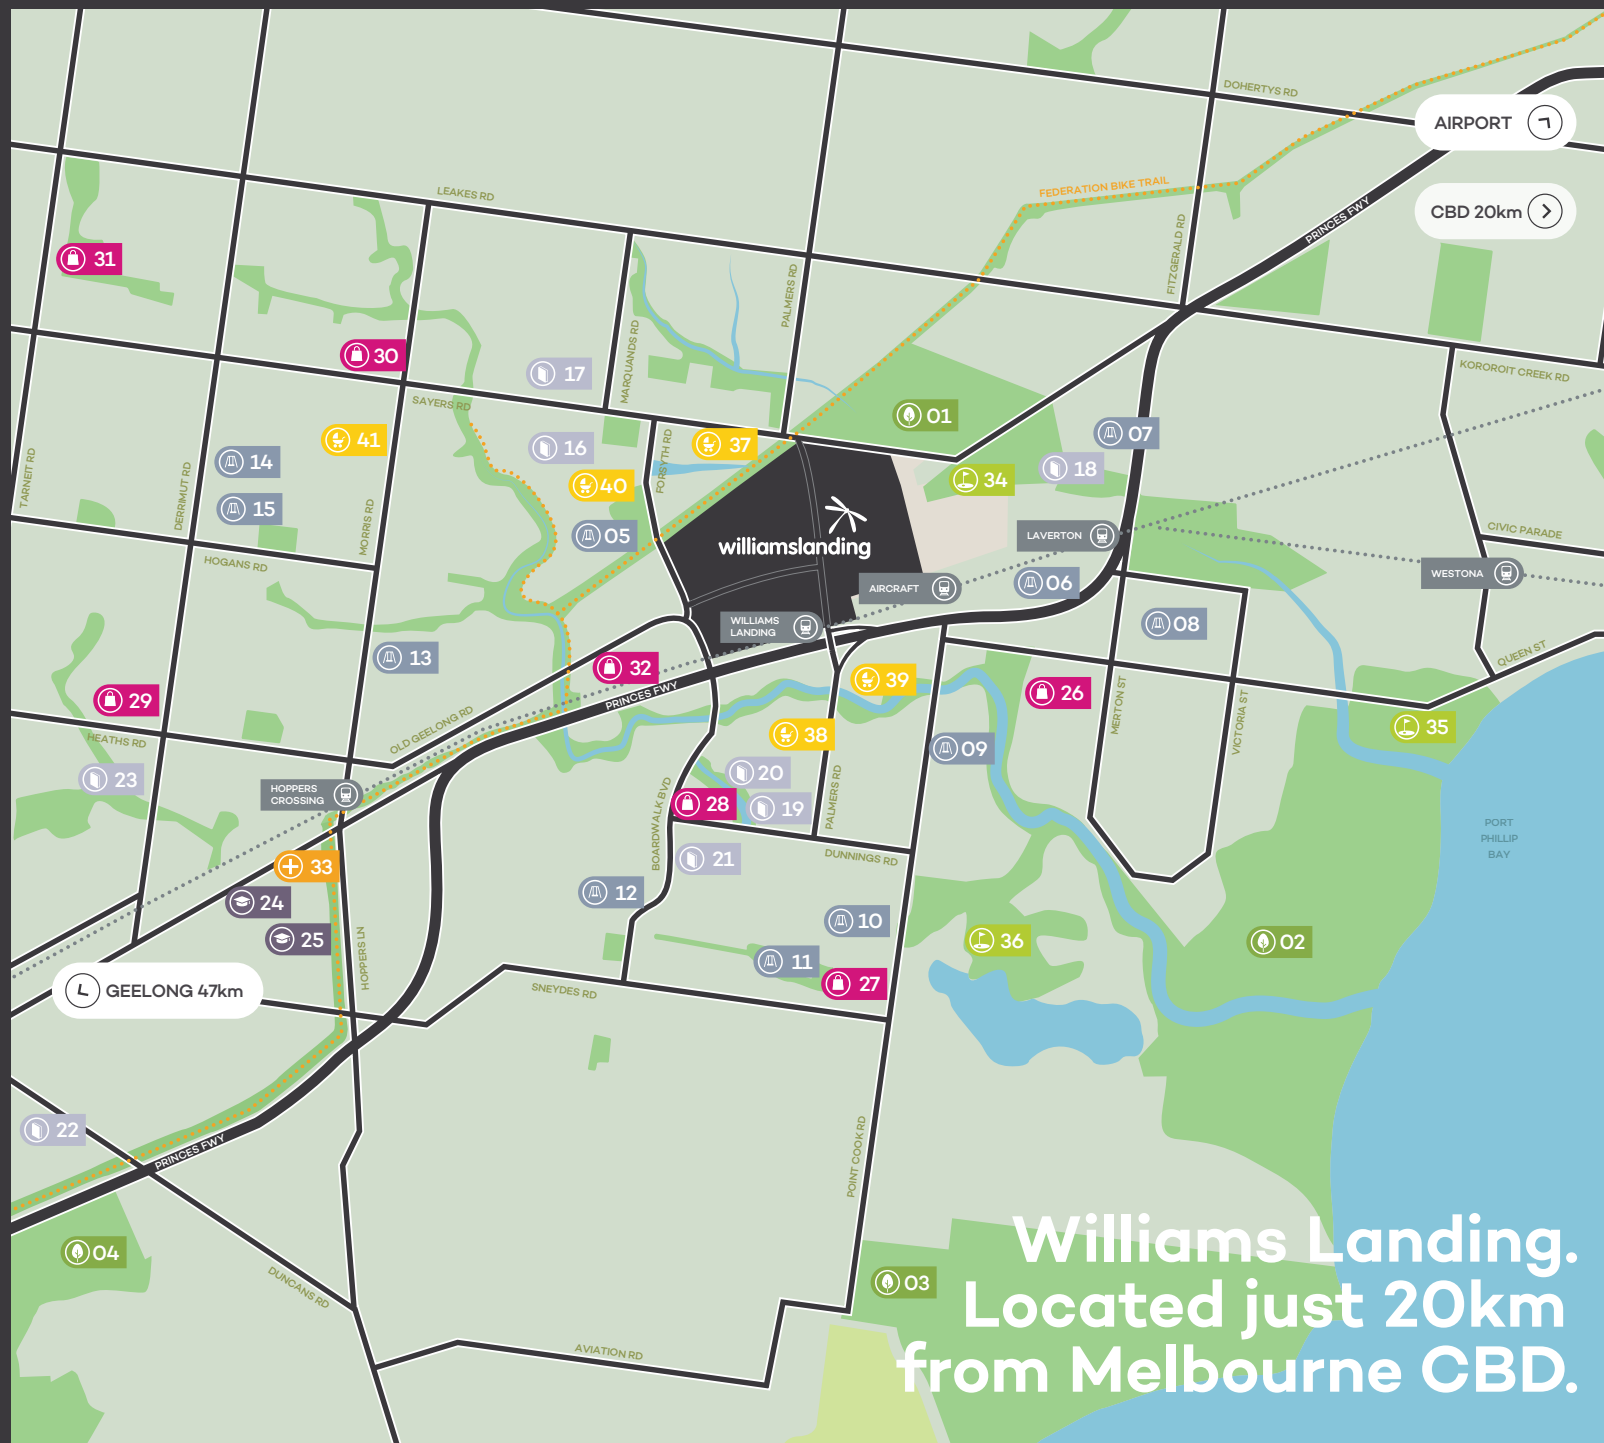 DOHERTYS RD
AIRPORT
FEDERATION BIKE TRAIL
LEAKES RD
CBD 20km
PRINCES FWY
FITZGERALD RD
31
PALMERS RD
MARQUANDS RD
30
17
KOROROIT CREEK RD
SAYERS RD
01
41
16
37
07
14
18
TARNEIT RD
DERRIMUT RD
FORSYTH RD
34
40
15
MORRIS RD
05
williamslanding
LAVERTON
CIVIC PARADE
HOGANS RD
AIRCRAFT
06
WESTONA
WILLIAMS
LANDING
08
13
32
QUEEN ST
39
26
29
PRINCES FWY
MERTON ST
VICTORIA ST
OLD GEELONG RD
38
35
HEATHS RD
09
23
20
HOPPERS
CROSSING
28
19
PALMERS RD
BOARDWALK BVD
PORT
PHILLIP
BAY
33
21
DUNNINGS RD
24
12
25
10
36
02
HOPPERS LN
11
27
GEELONG 47km
SNEYDES RD
22
PRINCES FWY
POINT COOK RD
04
03
DUNCANS RD
AVIATION RD
Williams Landing.
Located just 20km
from Melbourne CBD.